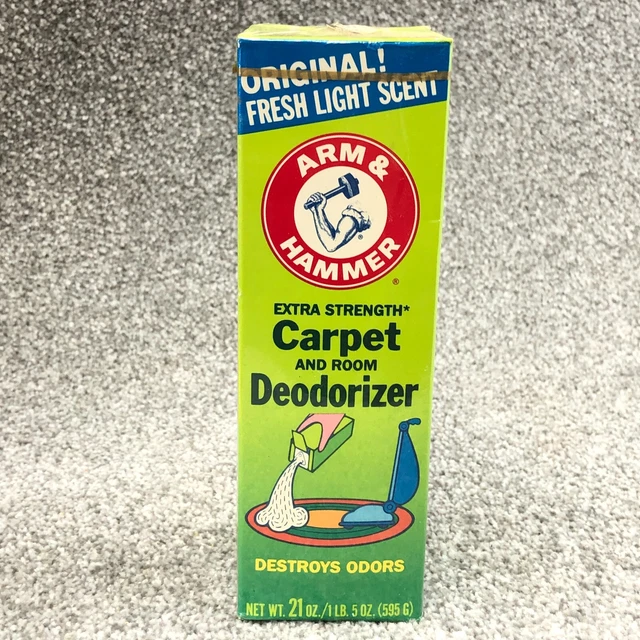 ORIGINAL!
FRESH LIGHT SCENT
ARM &
HAMMER
®
®
EXTRA STRENGTH*
Carpet
AND ROOM
Deodorizer
DESTROYS ODORS
NET WT. 21 OZ./1 LB. 5 OZ. (595 G)